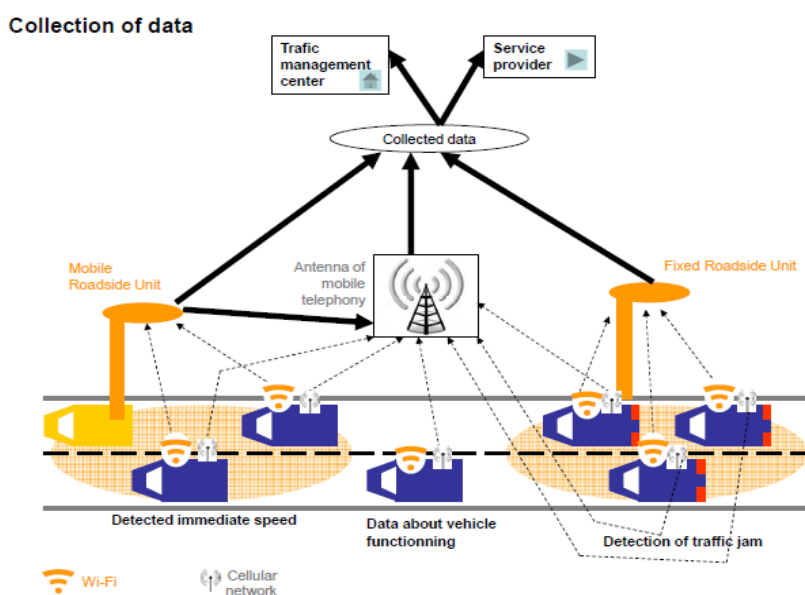 Collection of data
Trafic
management
center
Service
provider
Collected data
Mobile
Roadside Unit
Antenna of
mobile
telephony
Fixed Roadside Unit
Detected immediate speed
Data about vehicle
functionning
Detection of traffic jam
Wi-Fi
Cellular
network